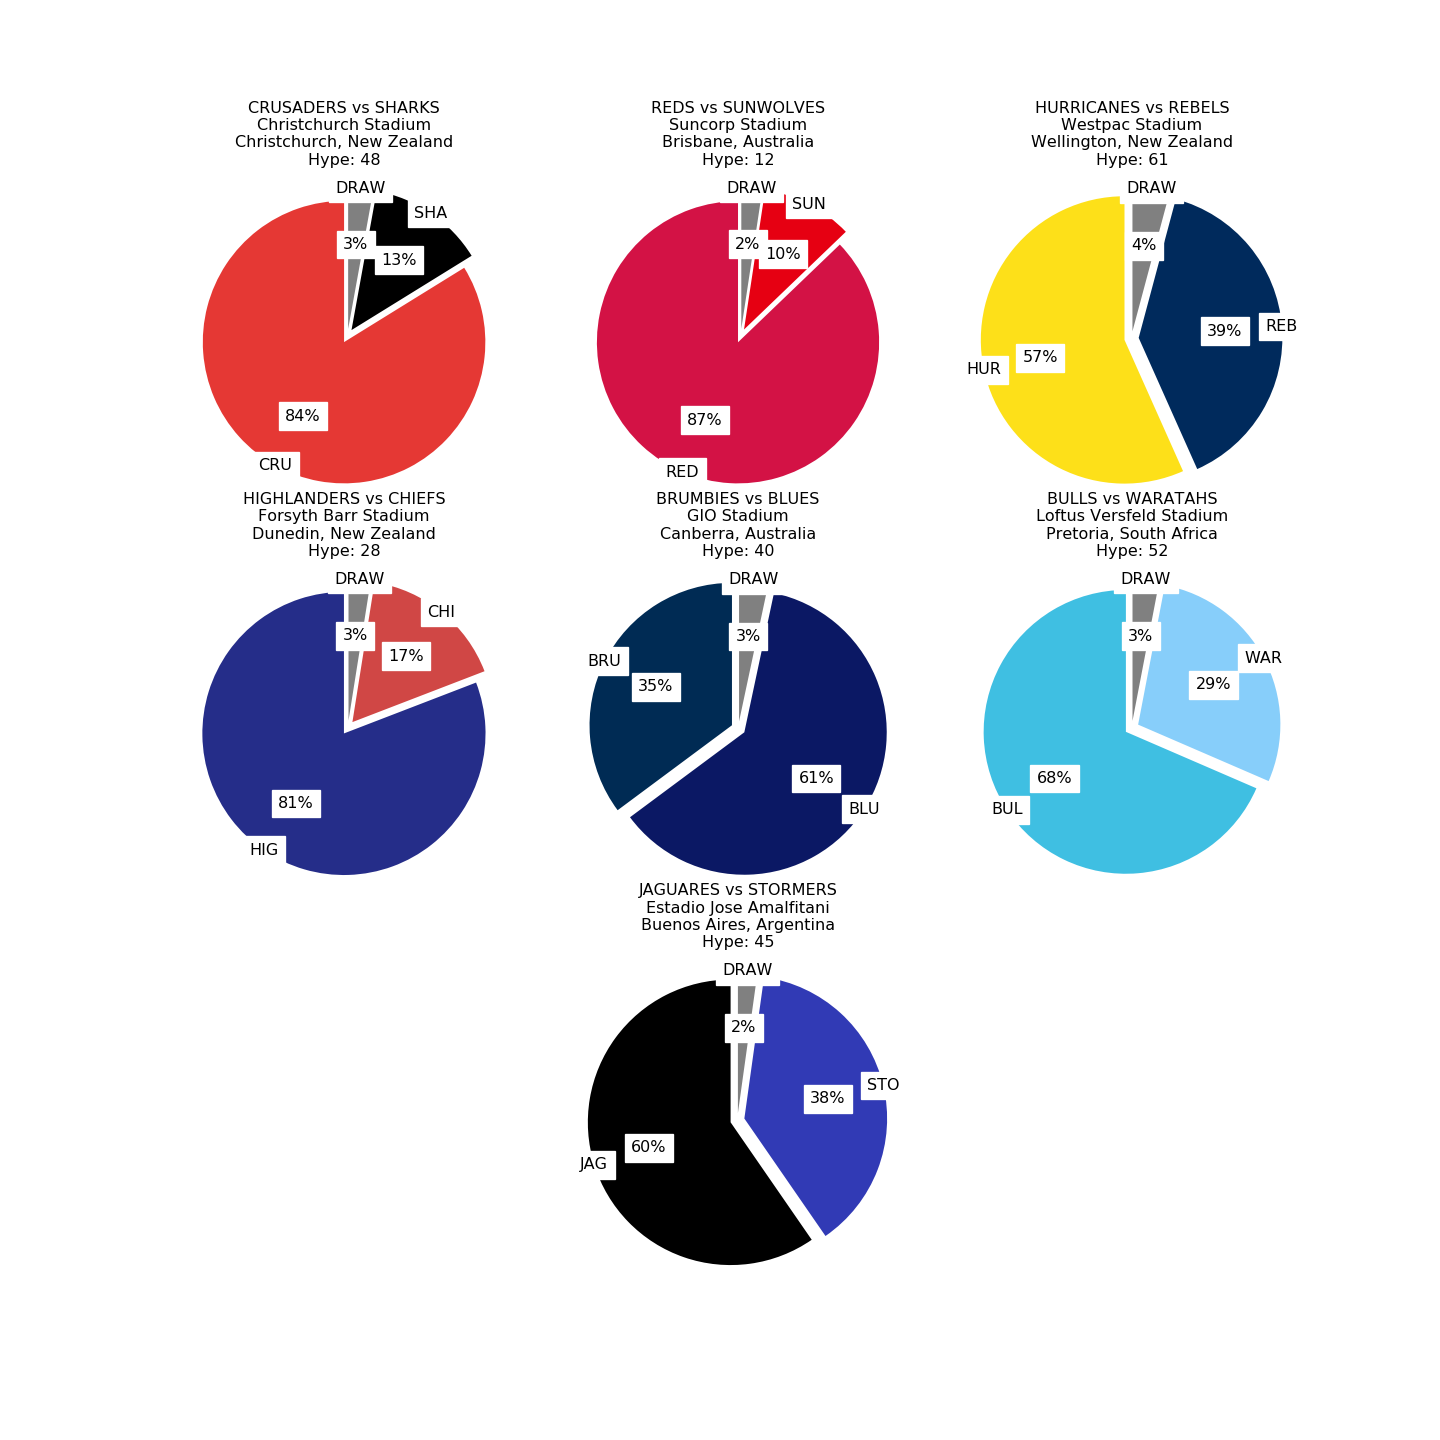 CRUSADERS vs SHARKS
Christchurch Stadium
Christchurch, New Zealand
Hype: 48
DRAW
SHA
3%
13%
84%
CRU
REDS vs SUNWOLVES
Suncorp Stadium
Brisbane, Australia
Hype: 12
DRAW
SUN
2%
10%
87%
RED
HURRICANES vs REBELS
Westpac Stadium
Wellington, New Zealand
Hype: 61
DRAW
4%
REB
39%
57%
HUR
HIGHLANDERS vs CHIEFS
Forsyth Barr Stadium
Dunedin, New Zealand
Hype: 28
DRAW
CHI
3%
17%
81%
HIG
BRUMBIES vs BLUES
GIO Stadium
Canberra, Australia
Hype: 40
DRAW
3%
BRU
35%
61%
BLU
BULLS vs WARATAHS
Loftus Versfeld Stadium
Pretoria, South Africa
Hype: 52
DRAW
3%
WAR
29%
68%
BUL
JAGUARES vs STORMERS
Estadio Jose Amalfitani
Buenos Aires, Argentina
Hype: 45
DRAW
2%
STO
38%
60%
JAG